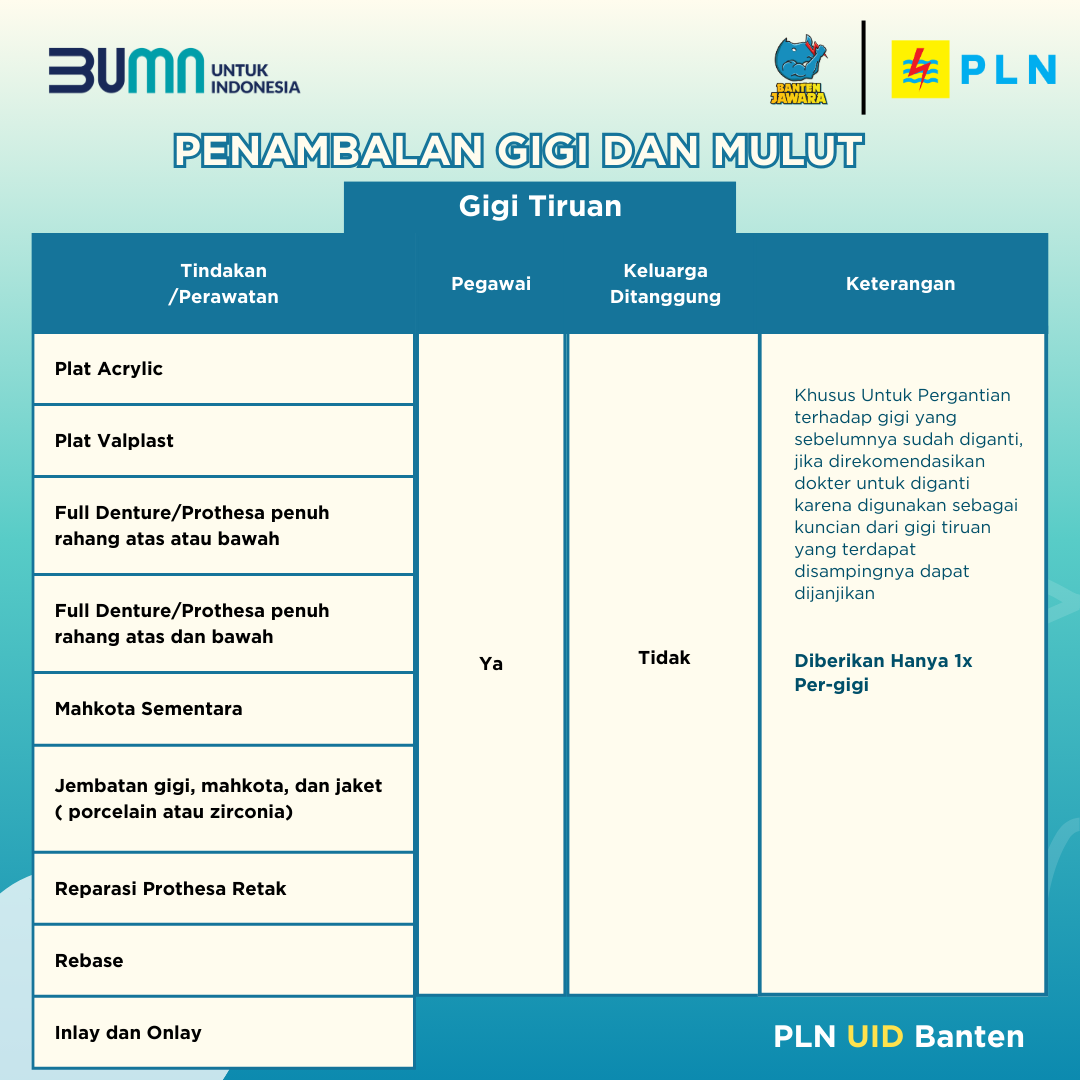 BUMN UNTUK
INDONESIA
BANTEN
JAWARA
PLN
PENAMBALAN GIGI DAN MULUT
Gigi Tiruan
Tindakan
/Perawatan
Pegawai
Keluarga
Ditanggung
Keterangan
Plat Acrylic
Plat Valplast
Full Denture/Prothesa penuh
rahang atas atau bawah
Full Denture/Prothesa penuh
rahang atas dan bawah
Mahkota Sementara
Jembatan gigi, mahkota, dan jaket
( porcelain atau zirconia)
Reparasi Prothesa Retak
Rebase
Inlay dan Onlay
Ya
Tidak
Khusus Untuk Pergantian
terhadap gigi yang
sebelumnya sudah diganti,
jika direkomendasikan
dokter untuk diganti
karena digunakan sebagai
kuncian dari gigi tiruan
yang terdapat
disampingnya dapat
dijanjikan
Diberikan Hanya 1x
Per-gigi
PLN UID Banten